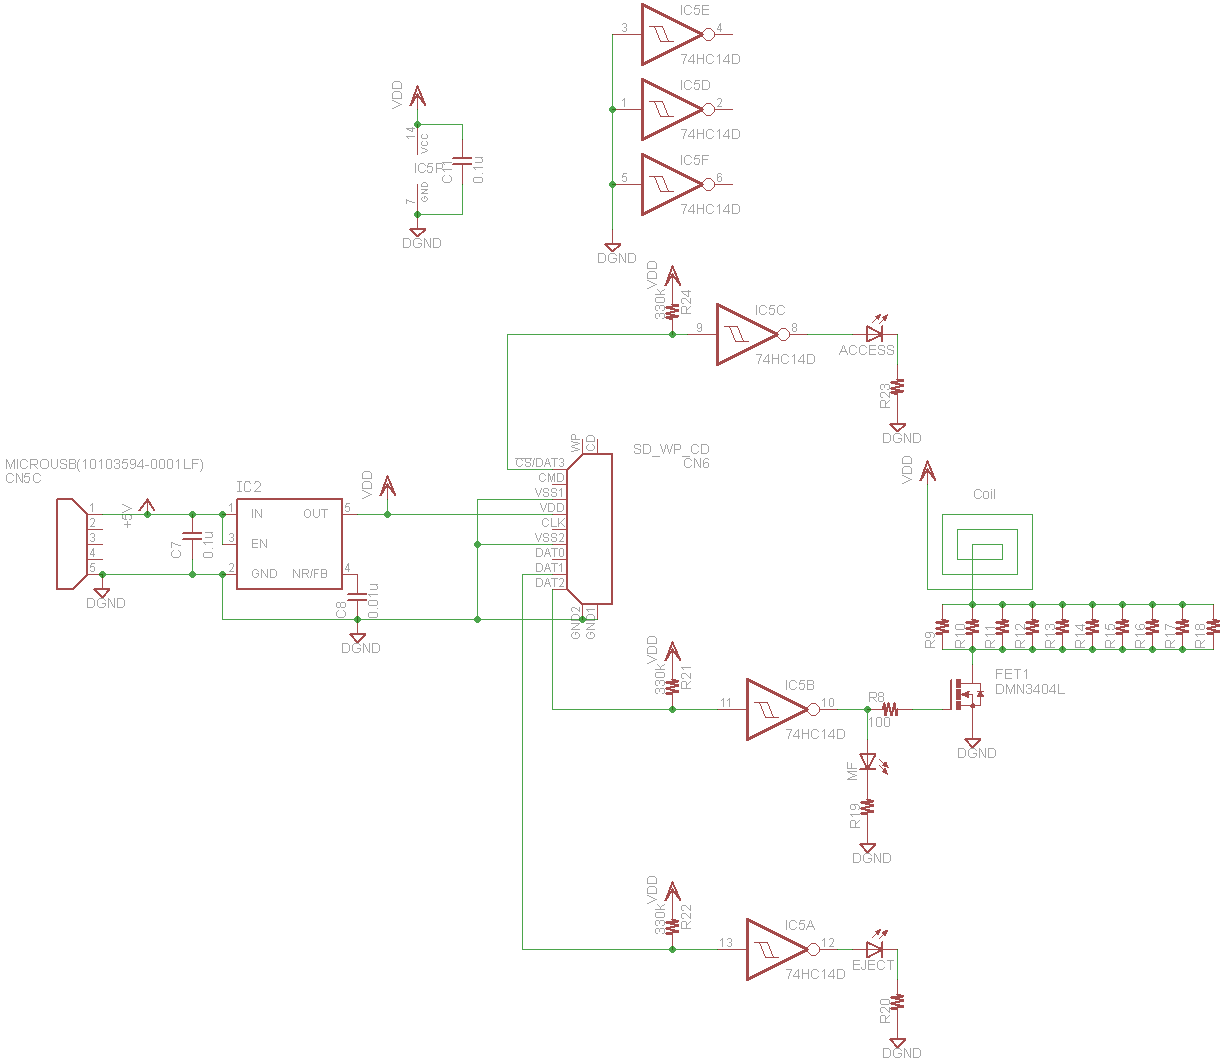 IC5E
3
4
74HC14D
IC5D
1
2
74HC14D
IC5F
5
6
74HC14D
DGND
VDD
14
VCC
IC5P
GND
7
C11
0.1u
DGND
VDD
330k
R24
9
IC5C
8
74HC14D
ACCESS
R23
DGND
MICROUSB(10103594-0001LF)
CN5C
1
2
3
4
5
DGND
+5V
C7
0.1u
IC2
1
IN
OUT
5
3
EN
2
GND
NR/FB
4
VDD
C8
0.01u
DGND
WP
CD
SD_WP_CD
CN6
CS/DAT3
CMD
VSS1
VDD
CLK
VSS2
DAT0
DAT1
DAT2
GND2
GND1
VDD
Coil
R9
R10
R11
R12
R13
R14
R15
R16
R17
R18
FET1
DMN3404L
DGND
VDD
330k
R21
11
IC5B
10
74HC14D
R8
100
MF
R19
DGND
VDD
330k
R22
13
IC5A
12
74HC14D
EJECT
R20
DGND